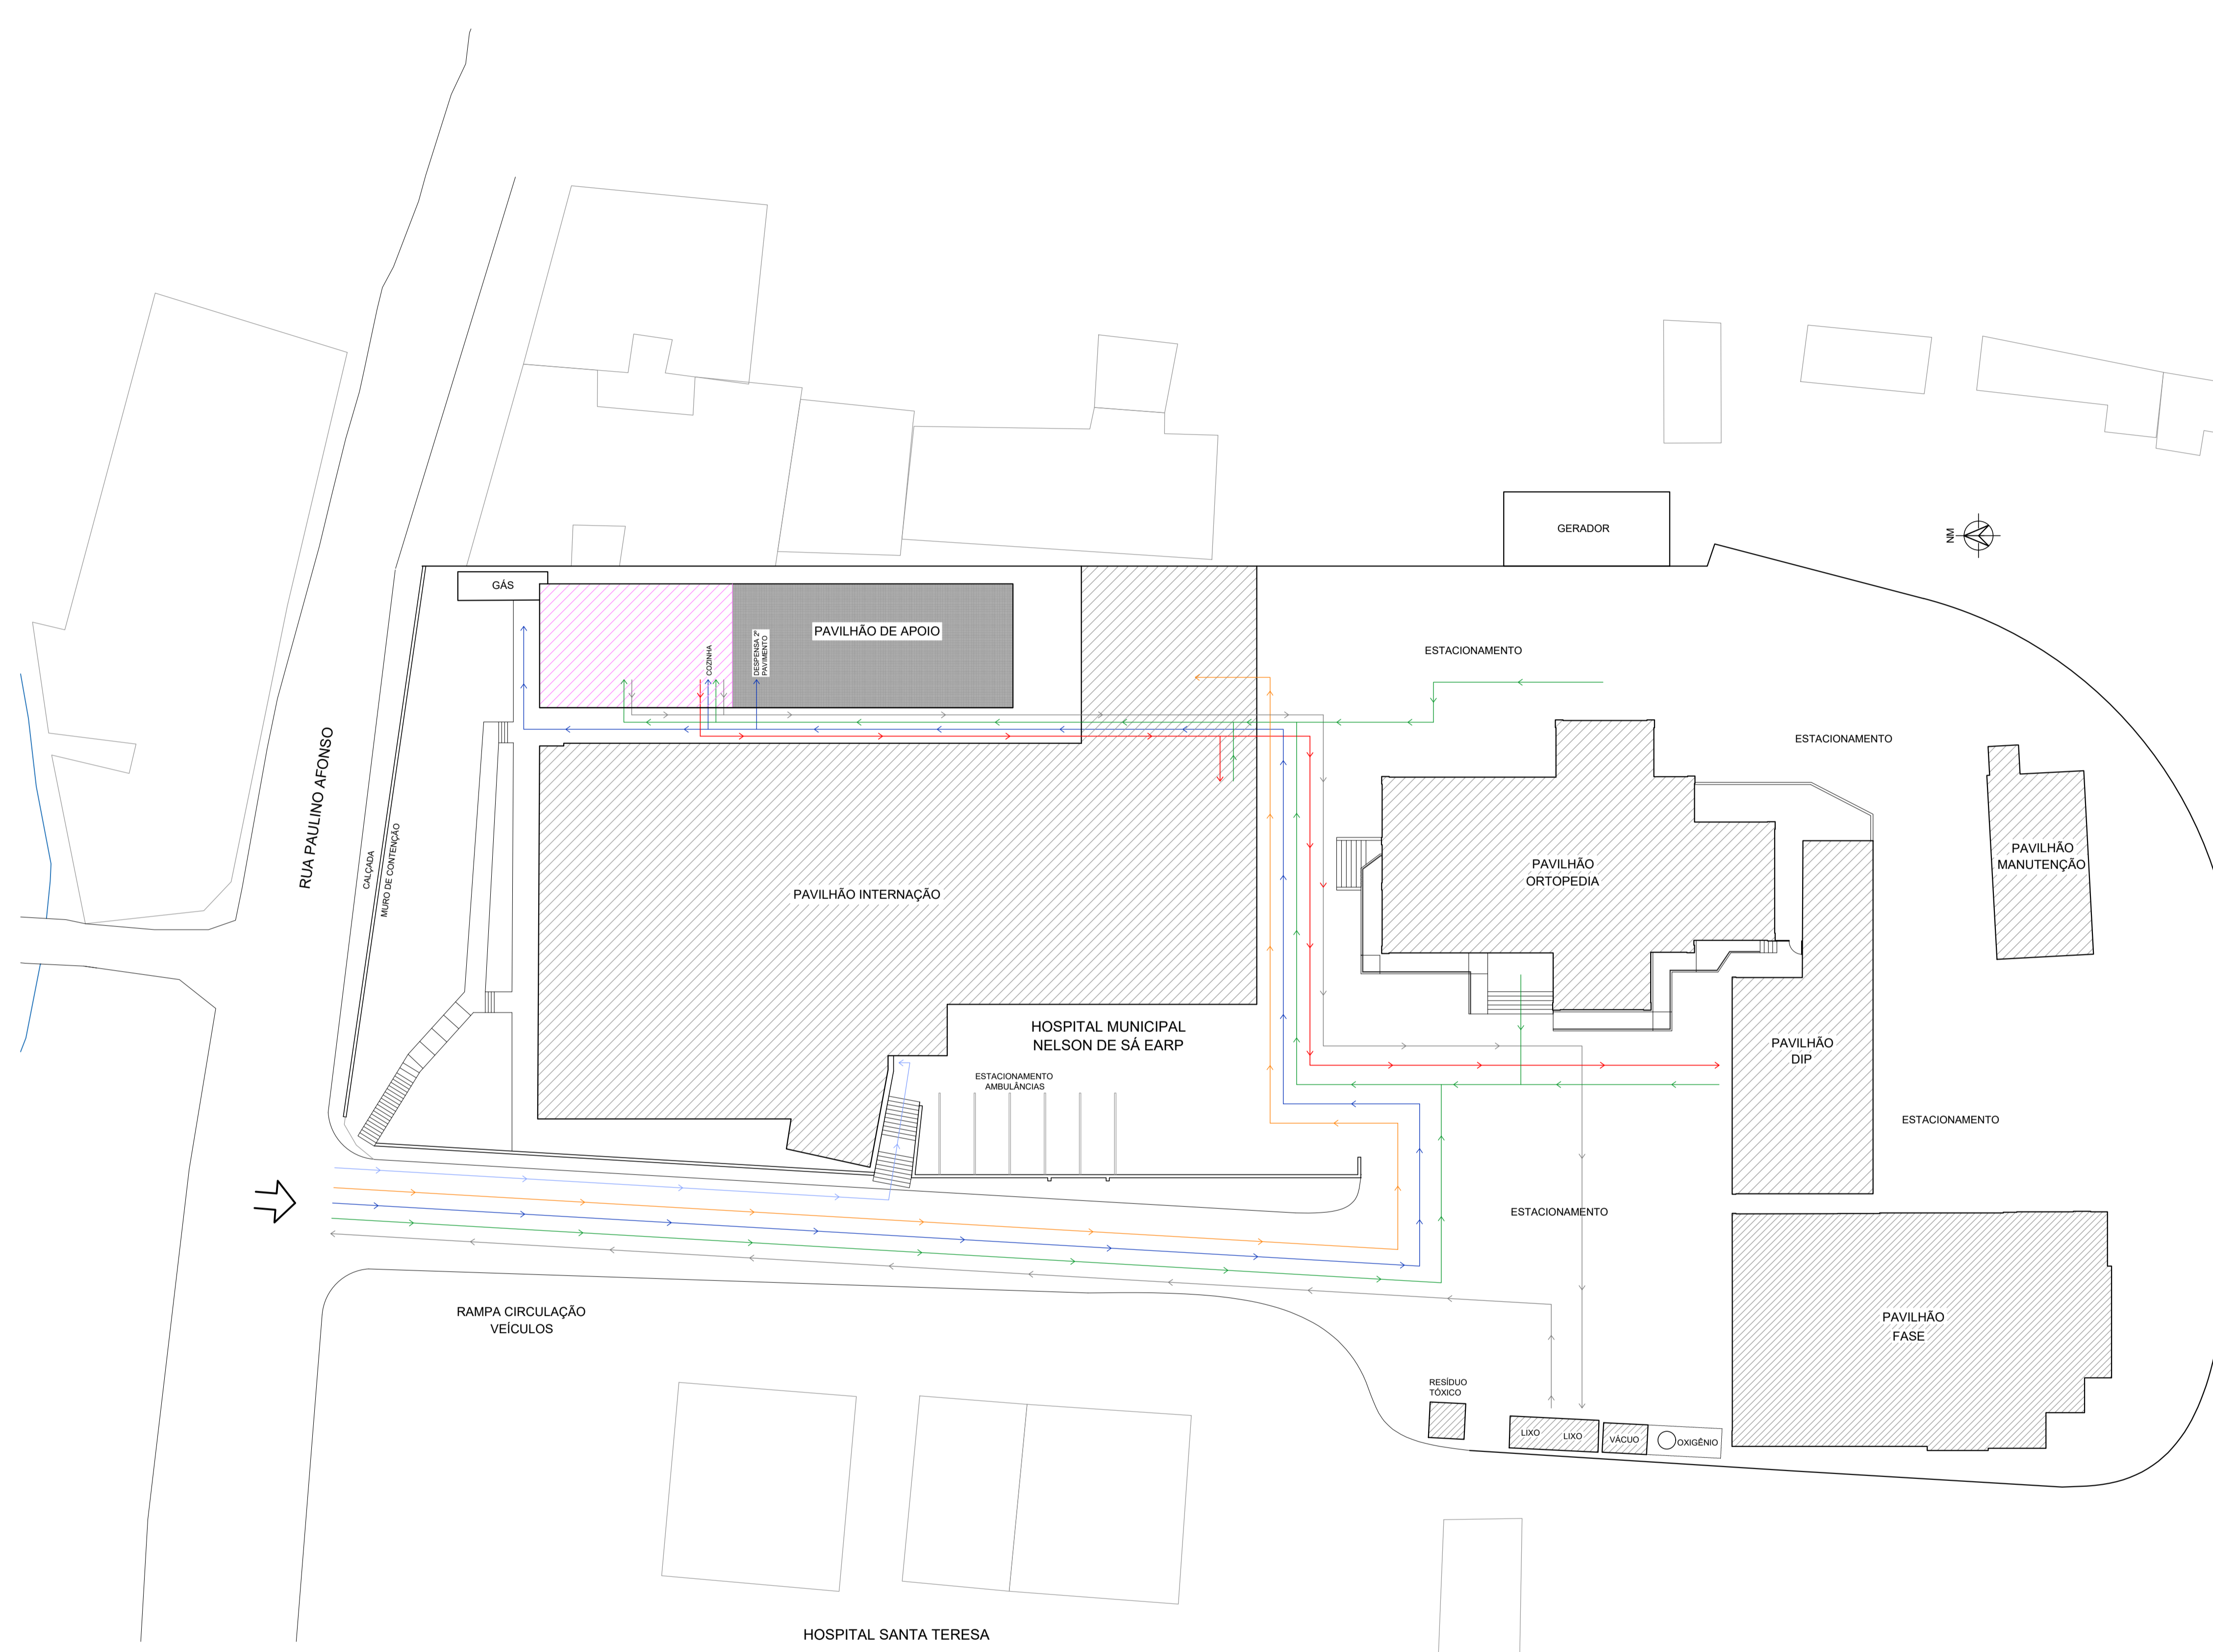 GERADOR
NM
GÁS
PAVILHÃO DE APOIO
COZINHA
DESPENSA 2º
PAVIMENTO
ESTACIONAMENTO
ESTACIONAMENTO
RUA PAULINO AFONSO
CALÇADA
MURO DE CONTENÇÃO
PAVILHÃO INTERNAÇÃO
PAVILHÃO
ORTOPEDIA
PAVILHÃO
MANUTENÇÃO
HOSPITAL MUNICIPAL
NELSON DE SÁ EARP
PAVILHÃO
DIP
ESTACIONAMENTO
AMBULÂNCIAS
ESTACIONAMENTO
ESTACIONAMENTO
RAMPA CIRCULAÇÃO
VEÍCULOS
PAVILHÃO
FASE
RESÍDUO
TÓXICO
LIXO
LIXO
VÁCUO
OXIGÊNIO
HOSPITAL SANTA TERESA